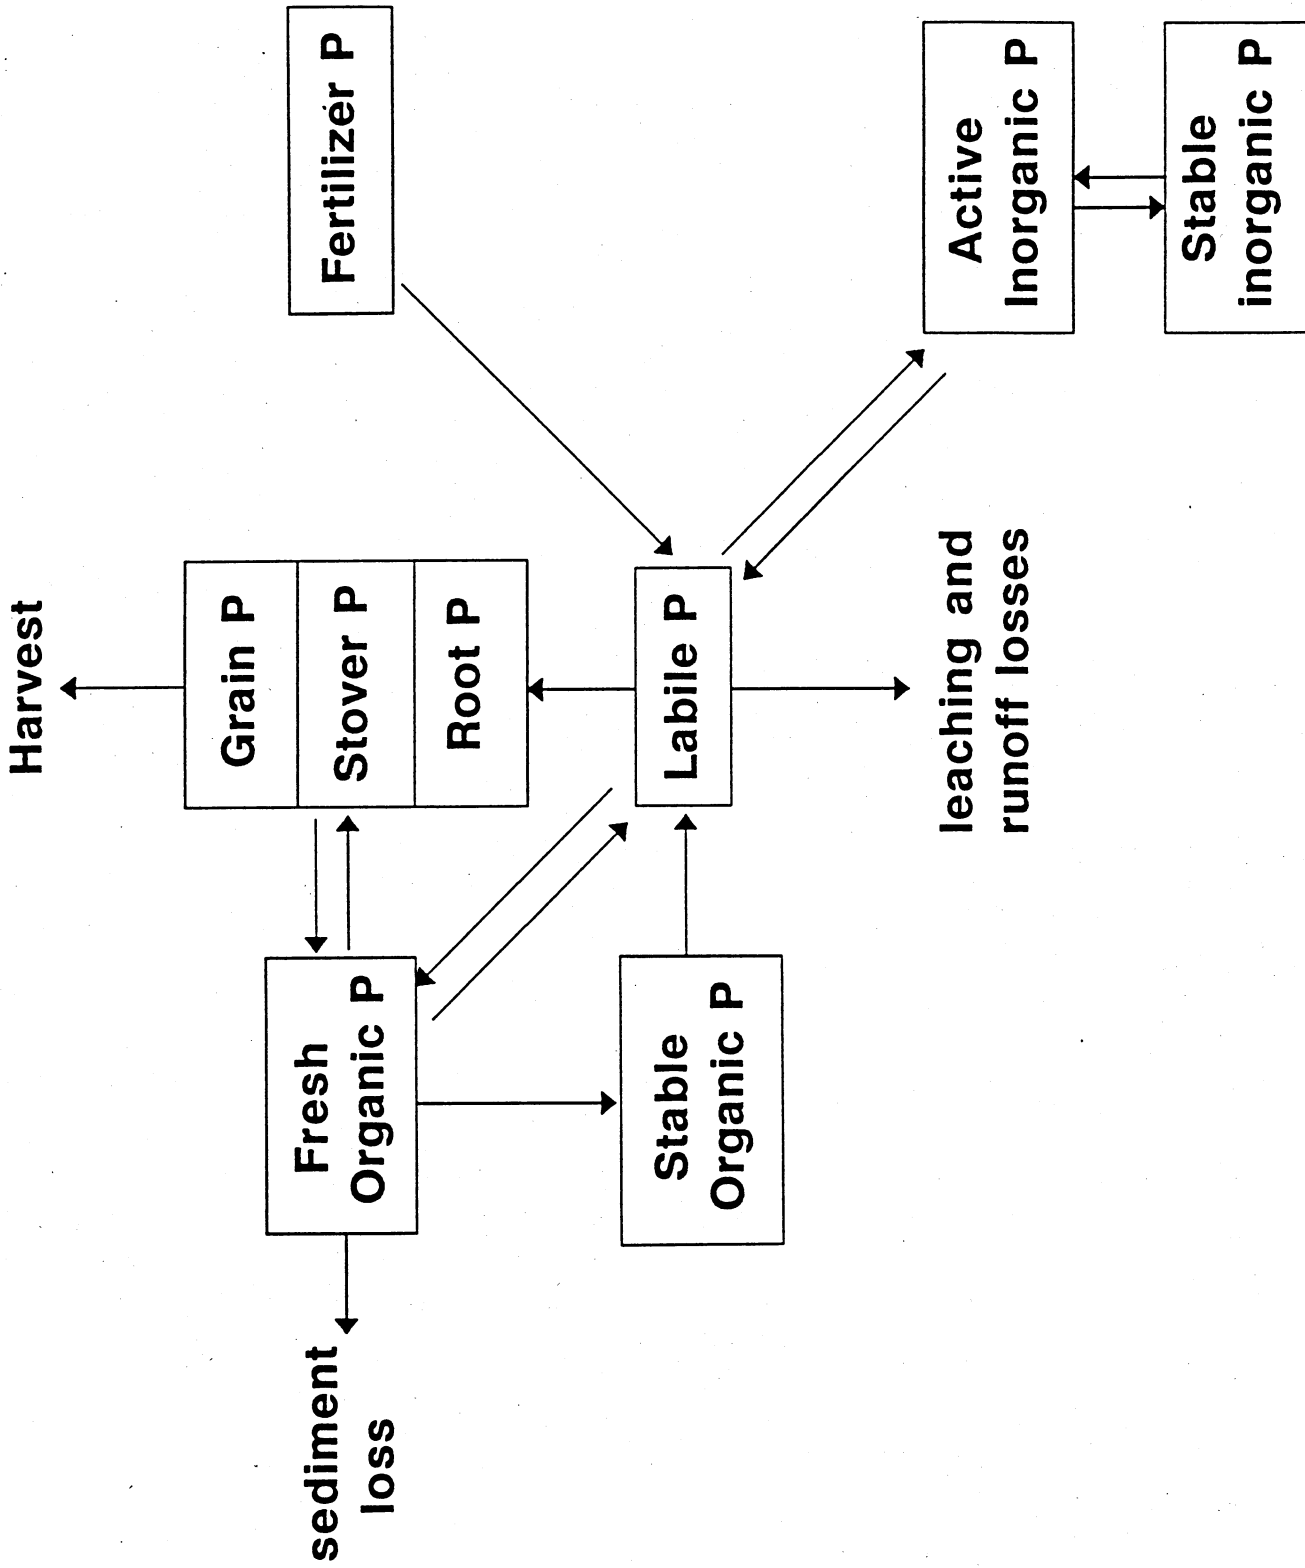 Harvest
Grain P
Stover P
Root P
Fertilizer P
sediment
loss
Fresh
Organic P
Labile P
Stable
Organic P
leaching and
runoff losses
Active
Inorganic P
Stable
inorganic P